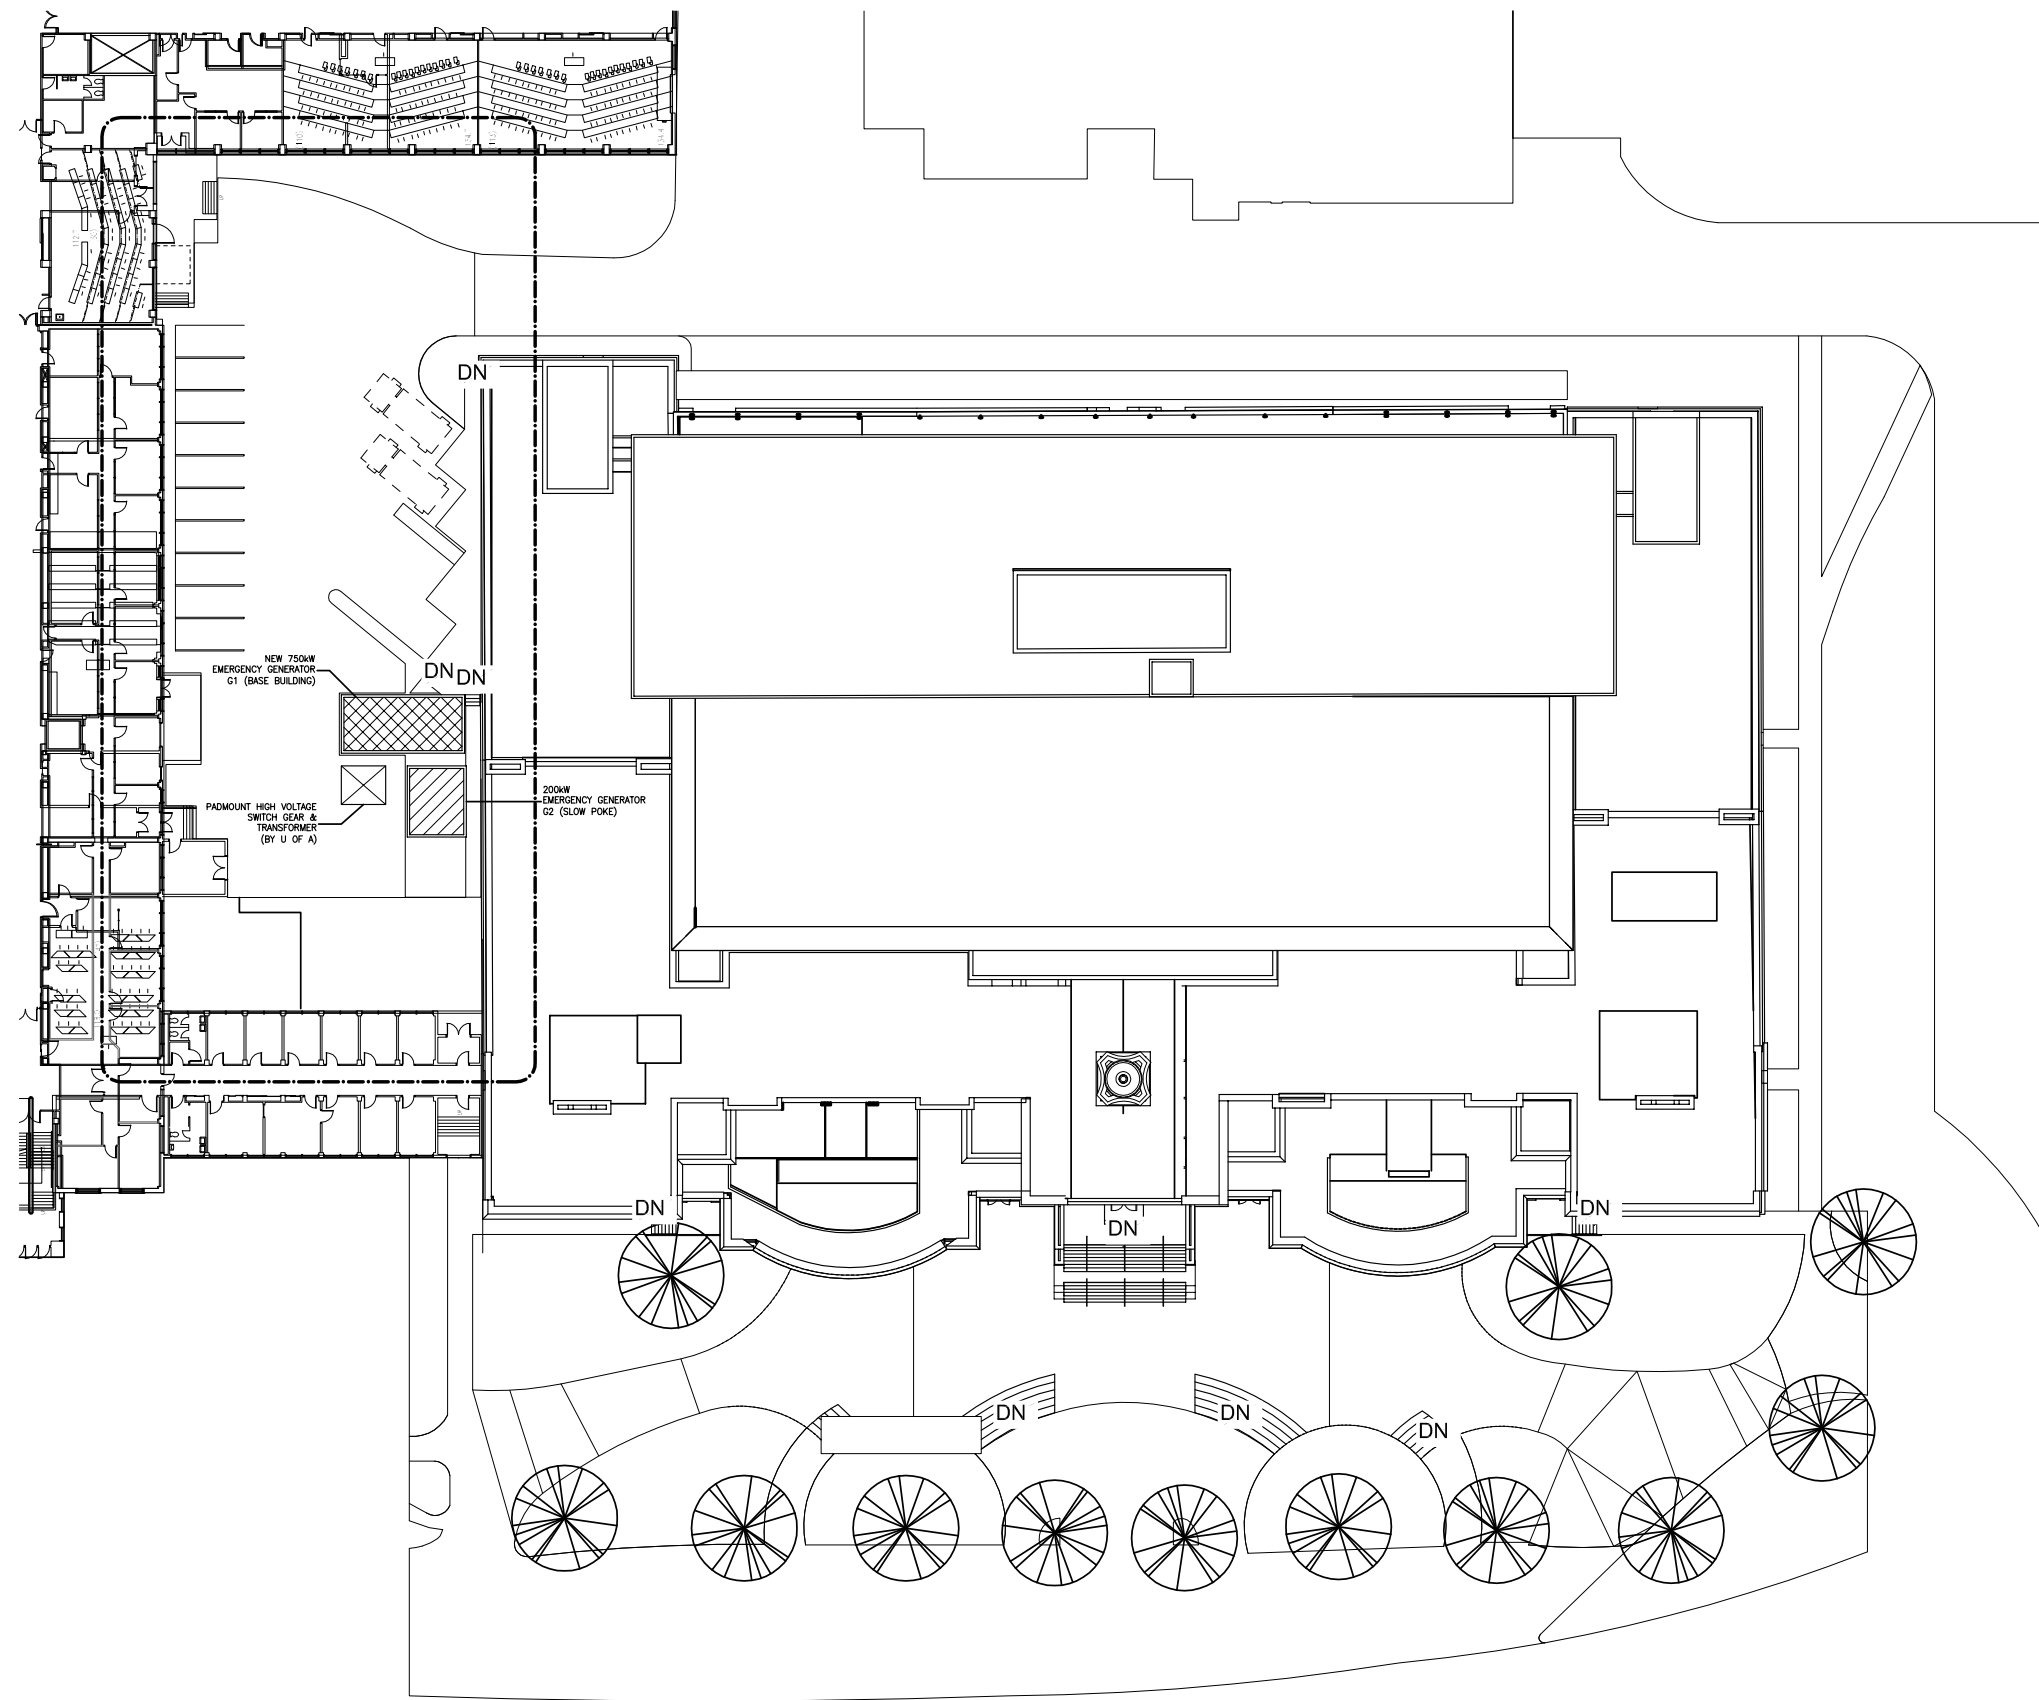 DN
NEW 750kW
EMERGENCY GENERATOR
G1 (BASE BUILDING)
DN
DN
200kW
EMERGENCY GENERATOR
G2 (SLOW POKE)
PADMOUNT HIGH VOLTAGE
SWITCH GEAR &
TRANSFORMER
(BY U OF A)
DN
DN
DN
DN
DN
DN